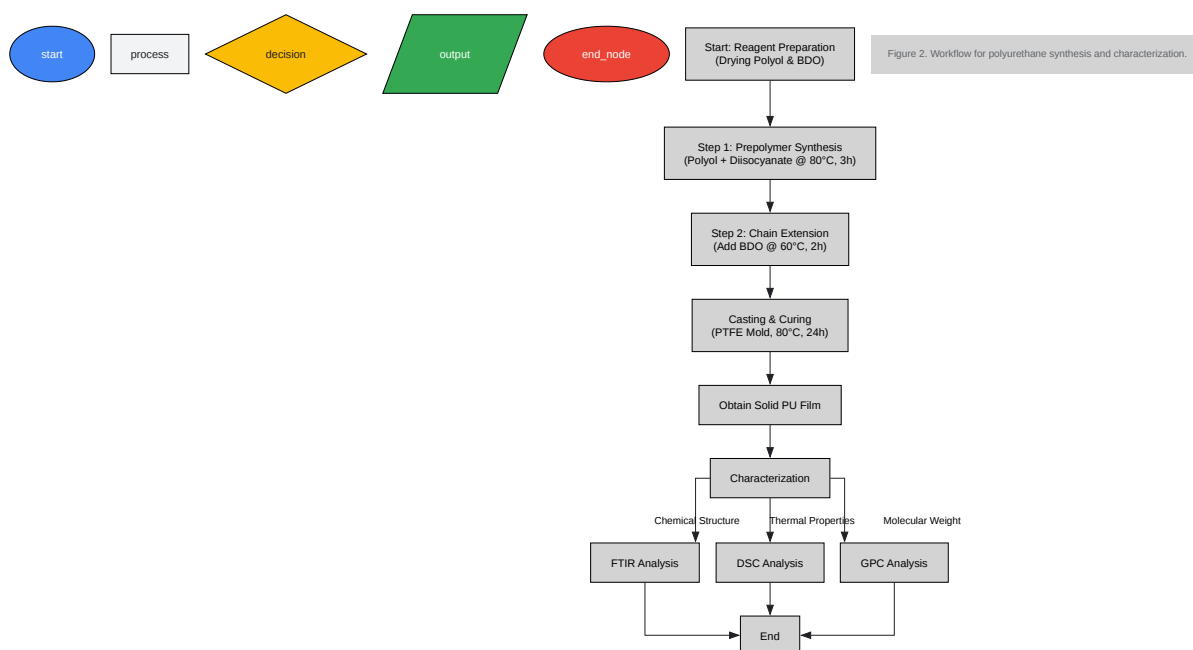 start
process
decision
output
end_node
Start: Reagent Preparation
(Drying Polyol & BDO)
Figure 2. Workflow for polyurethane synthesis and characterization.
Step 1: Prepolymer Synthesis
(Polyol + Diisocyanate @ 80°C, 3h)
Step 2: Chain Extension
(Add BDO @ 60°C, 2h)
Casting & Curing
(PTFE Mold, 80°C, 24h)
Obtain Solid PU Film
Characterization
Chemical Structure
Thermal Properties
Molecular Weight
FTIR Analysis
DSC Analysis
GPC Analysis
End